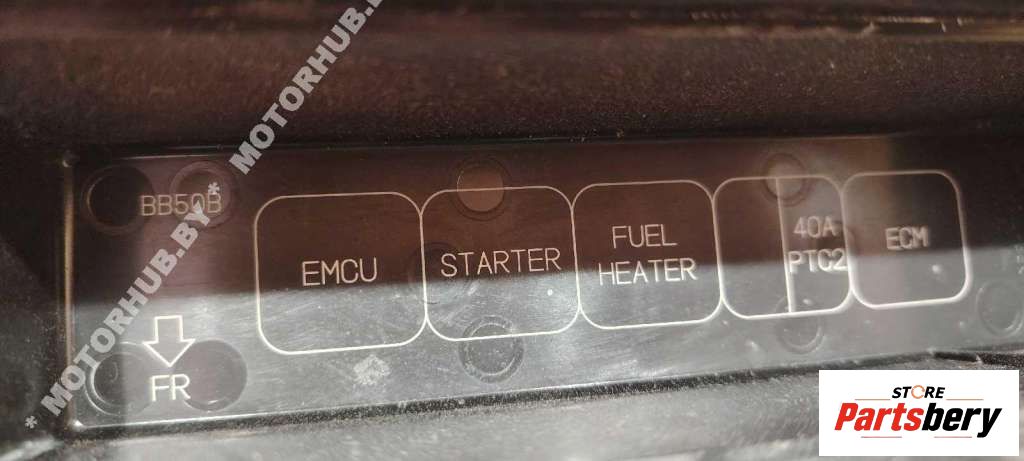 * MOTORHUB.BY * MOTORHUB.BY
BB50B
EMCU
STARTER
FUEL
HEATER
40A
PTC2
ECM
FR
STORE
Partsbery